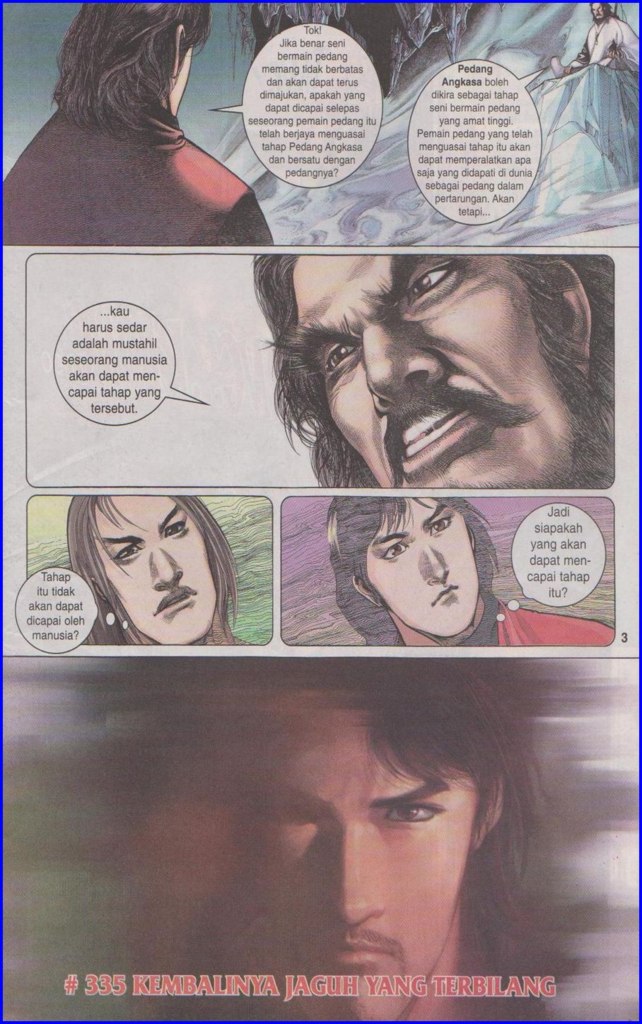 Tok!
Jika benar seni
bermain pedang
memang tidak berbatas
dan akan dapat terus
dimajukan, apakah yang
dapat dicapai selepas
seseorang pemain pedang itu
telah berjaya menguasai
tahap Pedang Angkasa
dan bersatu dengan
pedangnya?
Pedang
Angkasa boleh
dikira sebagai tahap
seni bermain pedang
yang amat tinggi.
Pemain pedang yang telah
menguasai tahap itu akan
dapat memperalatkan apa
saja yang didapati di dunia
sebagai pedang dalam
pertarungan. Akan
tetapi...
...kau
harus sedar
adalah mustahil
seseorang manusia
akan dapat men-
capai tahap yang
tersebut.
Tahap
itu tidak
akan dapat
dicapai oleh
manusia?
Jadi
siapakah
yang akan
dapat men-
capai tahap
itu?
3
# 335 KEMBALINYA JAGUH YANG TERBILANG